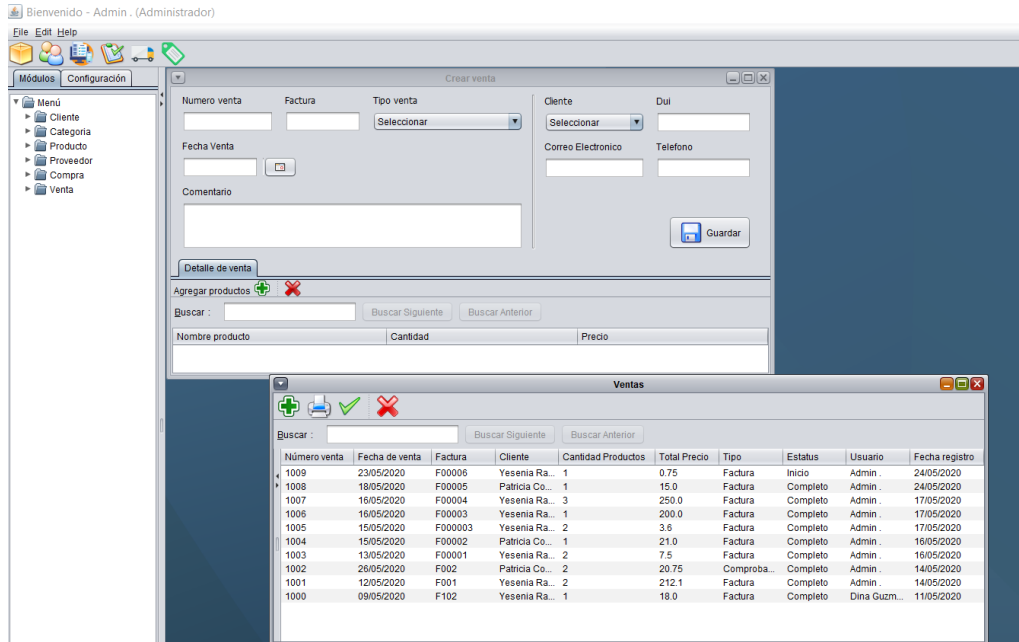 Bienvenido - Admin . (Administrador)
File Edit Help
Módulos Configuración
Menú
Cliente
Categoria
Producto
Proveedor
Compra
Venta
Crear venta
Numero venta Factura Tipo venta
Seleccionar
Fecha Venta
Comentario
Cliente Dui
Seleccionar
Correo Electronico Telefono
Guardar
Detalle de venta
Agregar productos
Buscar : Buscar Siguiente Buscar Anterior
Nombre producto Cantidad Precio
Ventas
Buscar : Buscar Siguiente Buscar Anterior
Número venta Fecha de venta Factura Cliente Cantidad Productos Total Precio Tipo Estatus Usuario Fecha registro
1009 23/05/2020 F00006 Yesenia Ra... 1 0.75 Factura Inicio Admin . 24/05/2020
1008 18/05/2020 F00005 Patricia Co... 1 15.0 Factura Completo Admin . 24/05/2020
1007 16/05/2020 F00004 Yesenia Ra... 3 250.0 Factura Completo Admin . 17/05/2020
1006 16/05/2020 F00003 Yesenia Ra... 1 200.0 Factura Completo Admin . 17/05/2020
1005 15/05/2020 F000003 Yesenia Ra... 2 3.6 Factura Completo Admin . 17/05/2020
1004 15/05/2020 F00002 Patricia Co... 1 21.0 Factura Completo Admin . 16/05/2020
1003 13/05/2020 F00001 Yesenia Ra... 2 7.5 Factura Completo Admin . 16/05/2020
1002 26/05/2020 F002 Patricia Co... 2 20.75 Comproba... Completo Admin . 14/05/2020
1001 12/05/2020 F001 Yesenia Ra... 2 212.1 Factura Completo Admin . 14/05/2020
1000 09/05/2020 F102 Yesenia Ra... 1 18.0 Factura Completo Dina Guzm... 11/05/2020